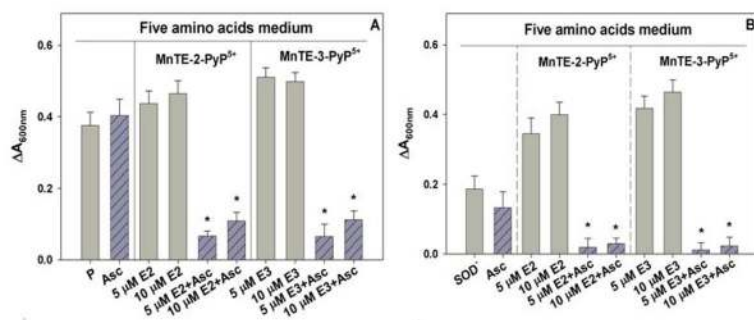 Five amino acids medium
A
MnTE-2-PyP5+
MnTE-3-PyP5+
0.6
0.4
0.2
0.0
ΔA600nm
P
Asc
5 μM E2
10 μM E2
5 μM E2+Asc
10 μM E2+Asc
5 μM E3
10 μM E3
5 μM E3+Asc
10 μM E3+Asc
* * * *
Five amino acids medium
B
MnTE-2-PyP5+
MnTE-3-PyP5+
0.6
0.4
0.2
0.0
ΔA600nm
SOD-
Asc
5 μM E2
10 μM E2
5 μM E2+Asc
10 μM E2+Asc
5 μM E3
10 μM E3
5 μM E3+Asc
10 μM E3+Asc
* * * *